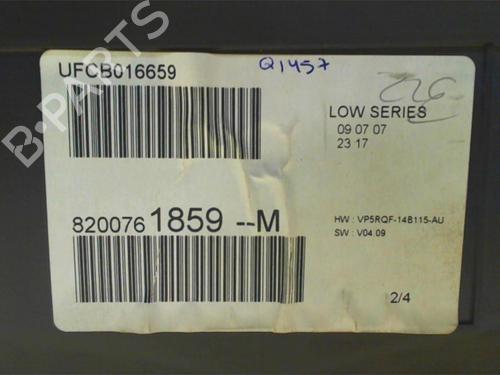 UFCB016659
Q1457
226
LOW SERIES
09 07 07
23 17
8200761859 --M
HW : VP5RQF-14B115-AU
SW : V04.09
2/4
B-PARTS